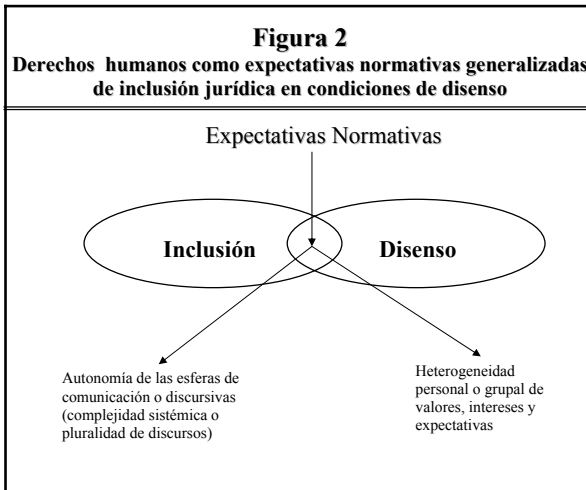 Figura 2
Derechos humanos como expectativas normativas generalizadas
de inclusión jurídica en condiciones de disenso
Expectativas Normativas
Inclusión
Disenso
Autonomía de las esferas de
comunicación o discursivas
(complejidad sistémica o
pluralidad de discursos)
Heterogeneidad
personal o grupal de
valores, intereses y
expectativas